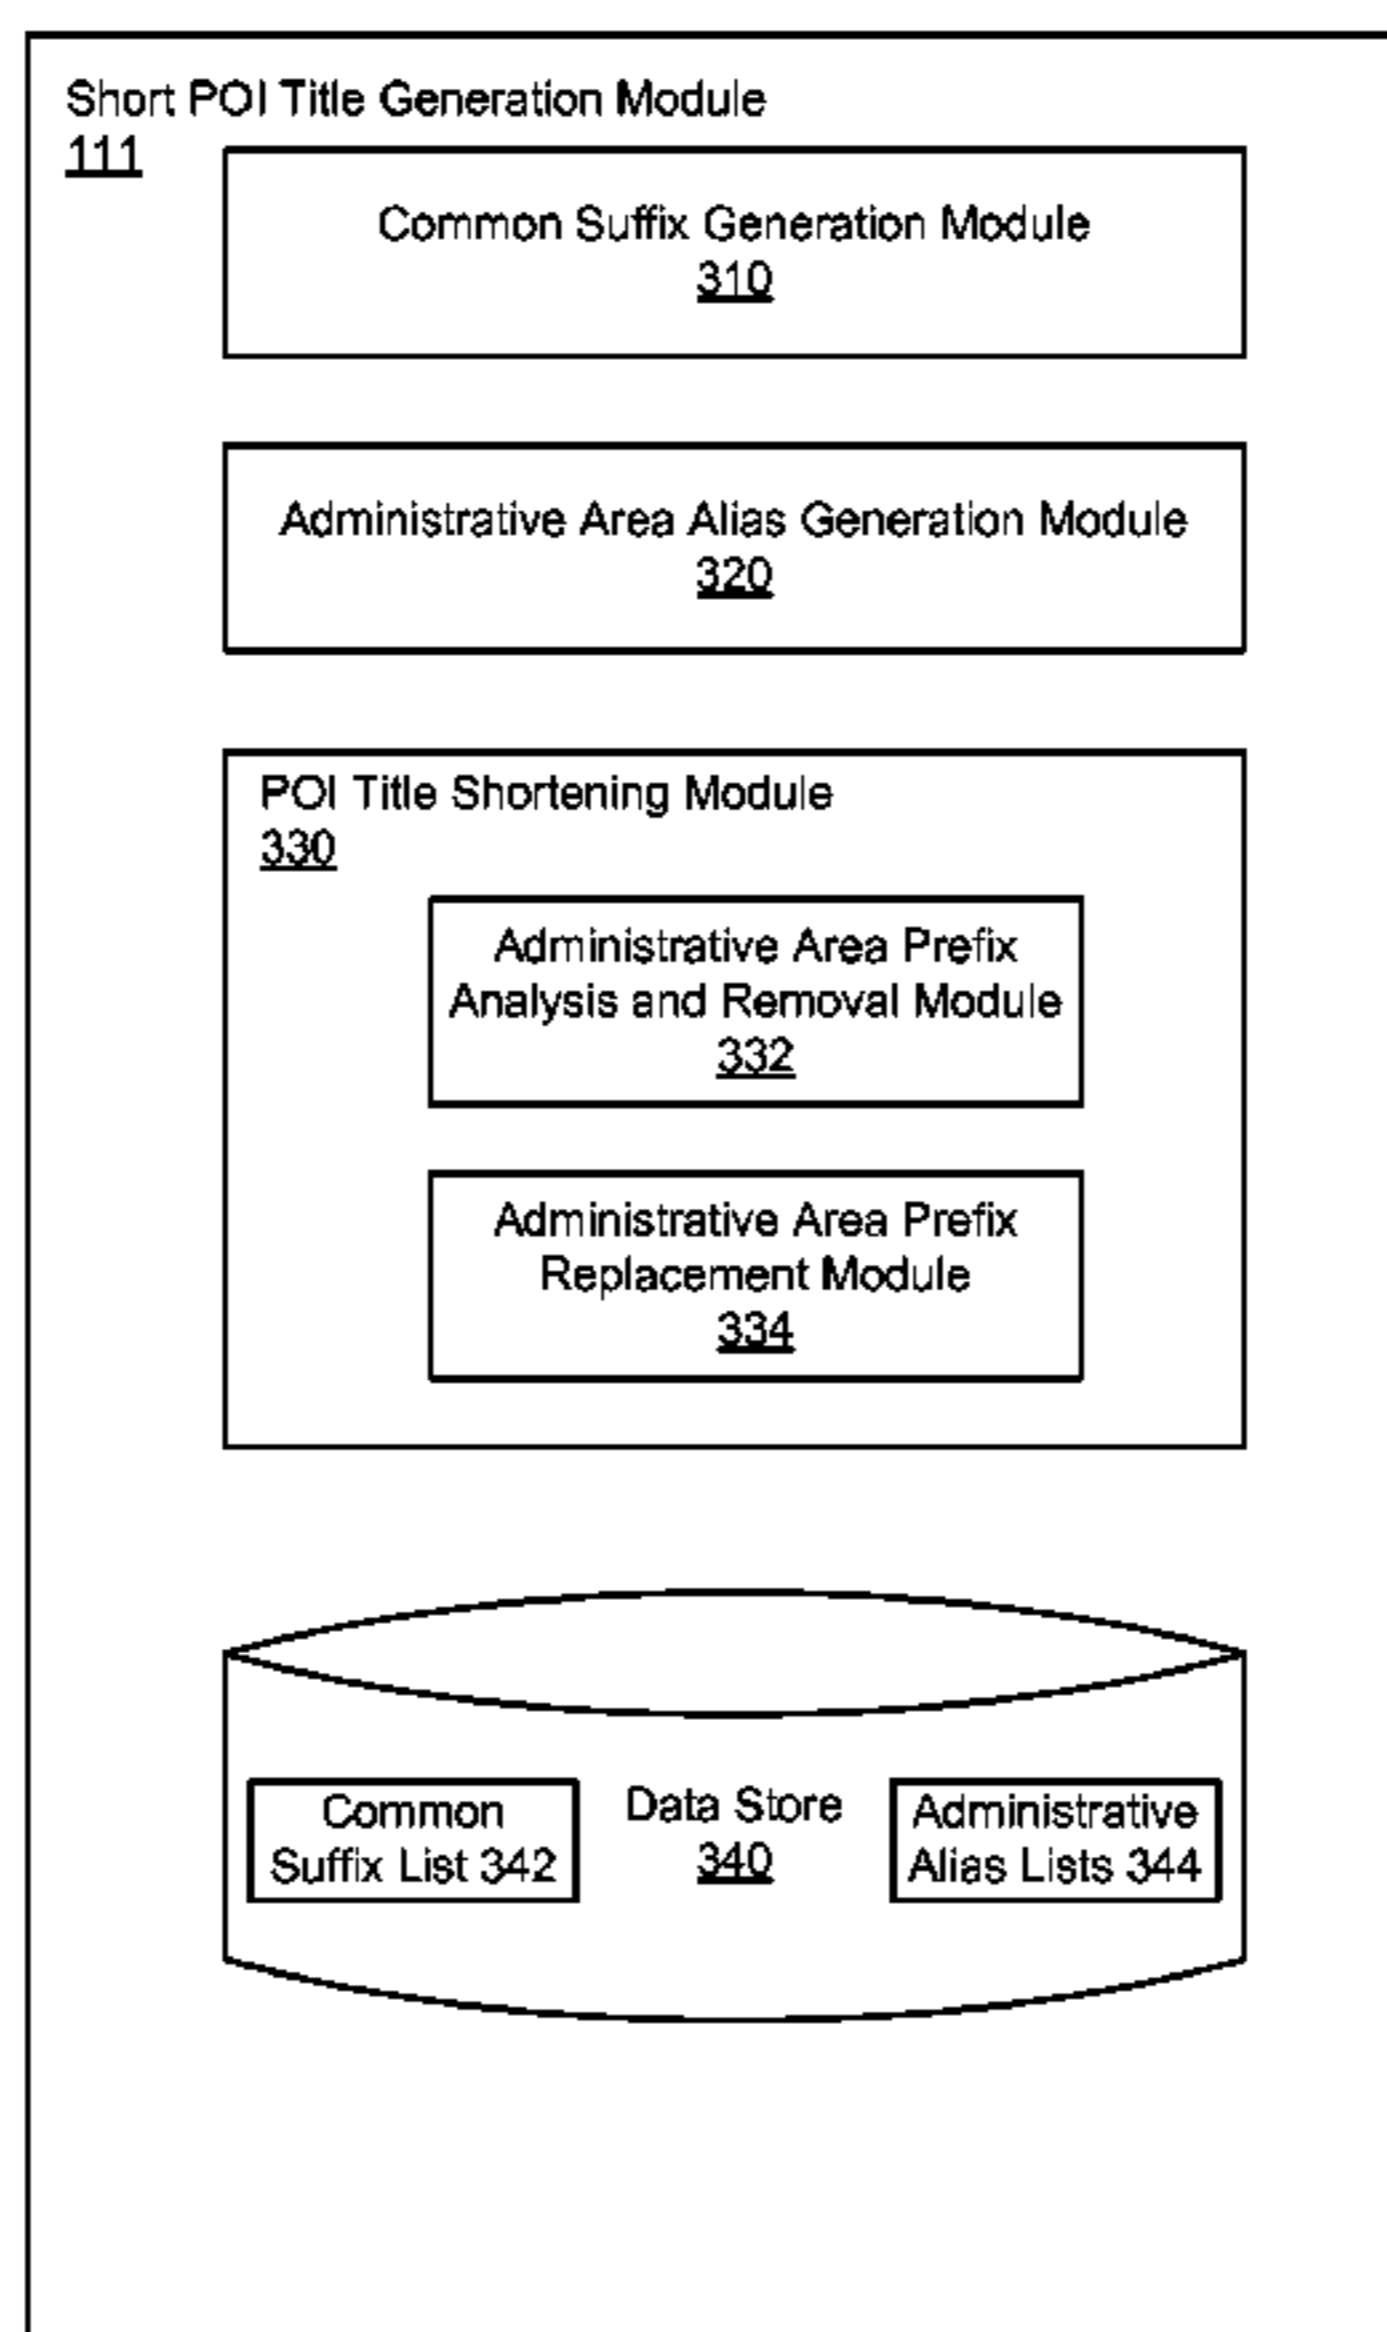 Short POI Title Generation Module
111
Common Suffix Generation Module
310
Administrative Area Alias Generation Module
320
POI Title Shortening Module
330
Administrative Area Prefix
Analysis and Removal Module
332
Administrative Area Prefix
Replacement Module
334
Common
Suffix List 342
Data Store
340
Administrative
Alias Lists 344